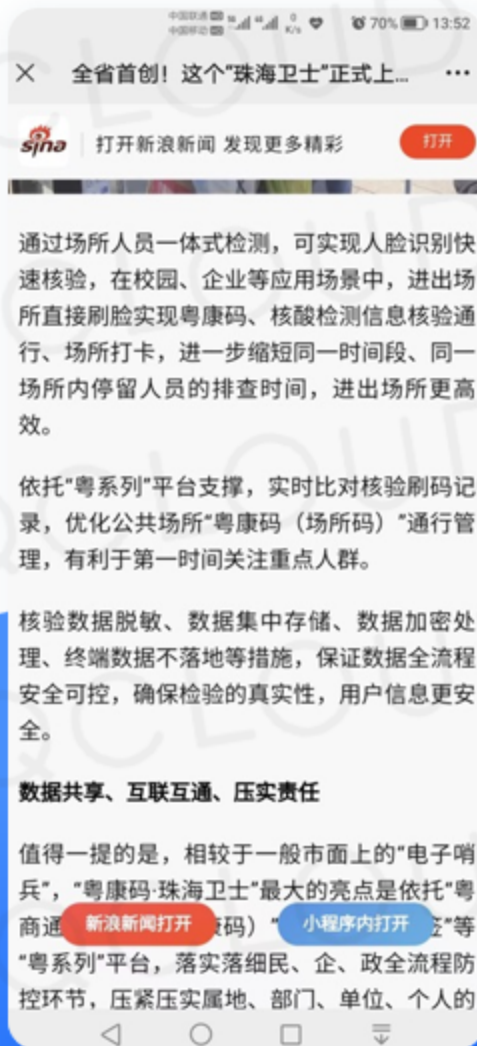 中国联通 HD
中国移动 HD
0
K/s
70%
13:52
全省首创！这个“珠海卫士”正式上...
sina
打开新浪新闻 发现更多精彩
打开
通过场所人员一体式检测，可实现人脸识别快
速核验，在校园、企业等应用场景中，进出场
所直接刷脸实现粤康码、核酸检测信息核验通
行、场所打卡，进一步缩短同一时间段、同一
场所内停留人员的排查时间，进出场所更高
效。
依托“粤系列”平台支撑，实时比对核验刷码记
录，优化公共场所“粤康码（场所码）”通行管
理，有利于第一时间关注重点人群。
核验数据脱敏、数据集中存储、数据加密处
理、终端数据不落地等措施，保证数据全流程
安全可控，确保检验的真实性，用户信息更安
全。
数据共享、互联互通、压实责任
值得一提的是，相较于一般市面上的“电子哨
兵”，“粤康码·珠海卫士”最大的亮点是依托“粤
商通
新浪新闻打开
码）”
小程序内打开
”等
“粤系列”平台，落实落细民、企、政全流程防
控环节，压紧压实属地、部门、单位、个人的
QCLOUD